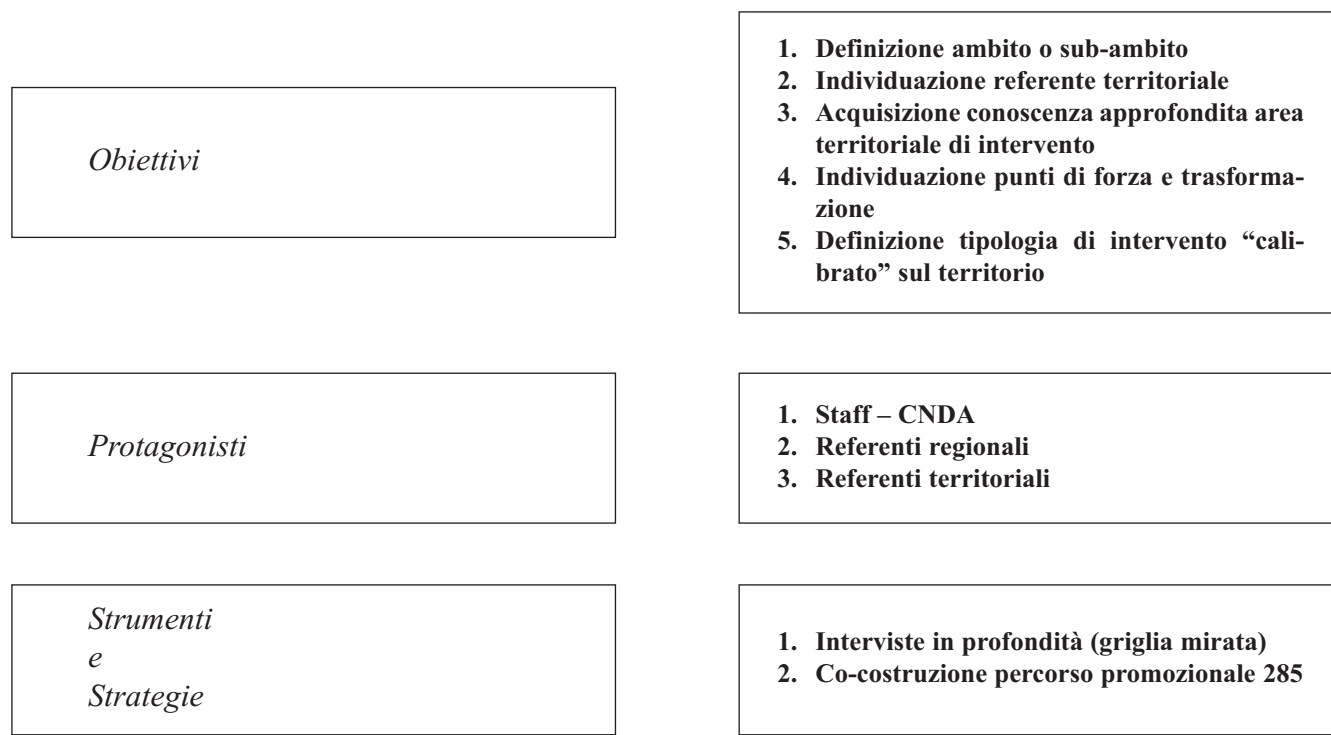 Obiettivi
1. Definizione ambito o sub-ambito
2. Individuazione referente territoriale
3. Acquisizione conoscenza approfondita area
territoriale di intervento
4. Individuazione punti di forza e trasforma-
zione
5. Definizione tipologia di intervento “cali-
brato” sul territorio
Protagonisti
1. Staff – CNDA
2. Referenti regionali
3. Referenti territoriali
Strumenti
e
Strategie
1. Interviste in profondità (griglia mirata)
2. Co-costruzione percorso promozionale 285